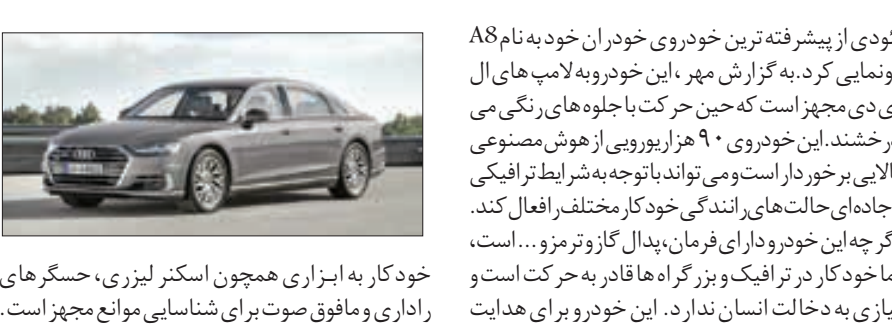 ئودی از پیشرفته ترین خودروی خودران خود به نام A8
ونمایی کرد. به گزارش مهر، این خودرو به لامپ های ال
ی دی مجهز است که حین حرکت با جلوه های رنگی می
رخشند. این خودروی ۹۰ هزار یورویی از هوش مصنوعی
الایی برخوردار است و می تواند با توجه به شرایط ترافیکی
جاده ای حالت های رانندگی خودکار مختلف را فعال کند.
گر چه این خودرو دارای فرمان، پدال گاز و ترمز و ... است،
ما خودکار در ترافیک و بزرگراه ها قادر به حرکت است و
یازی به دخالت انسان ندارد. این خودرو برای هدایت
خودکار به ابزاری همچون اسکنر لیزری، حسگرهای
راداری و مافوق صوت برای شناسایی موانع مجهز است.